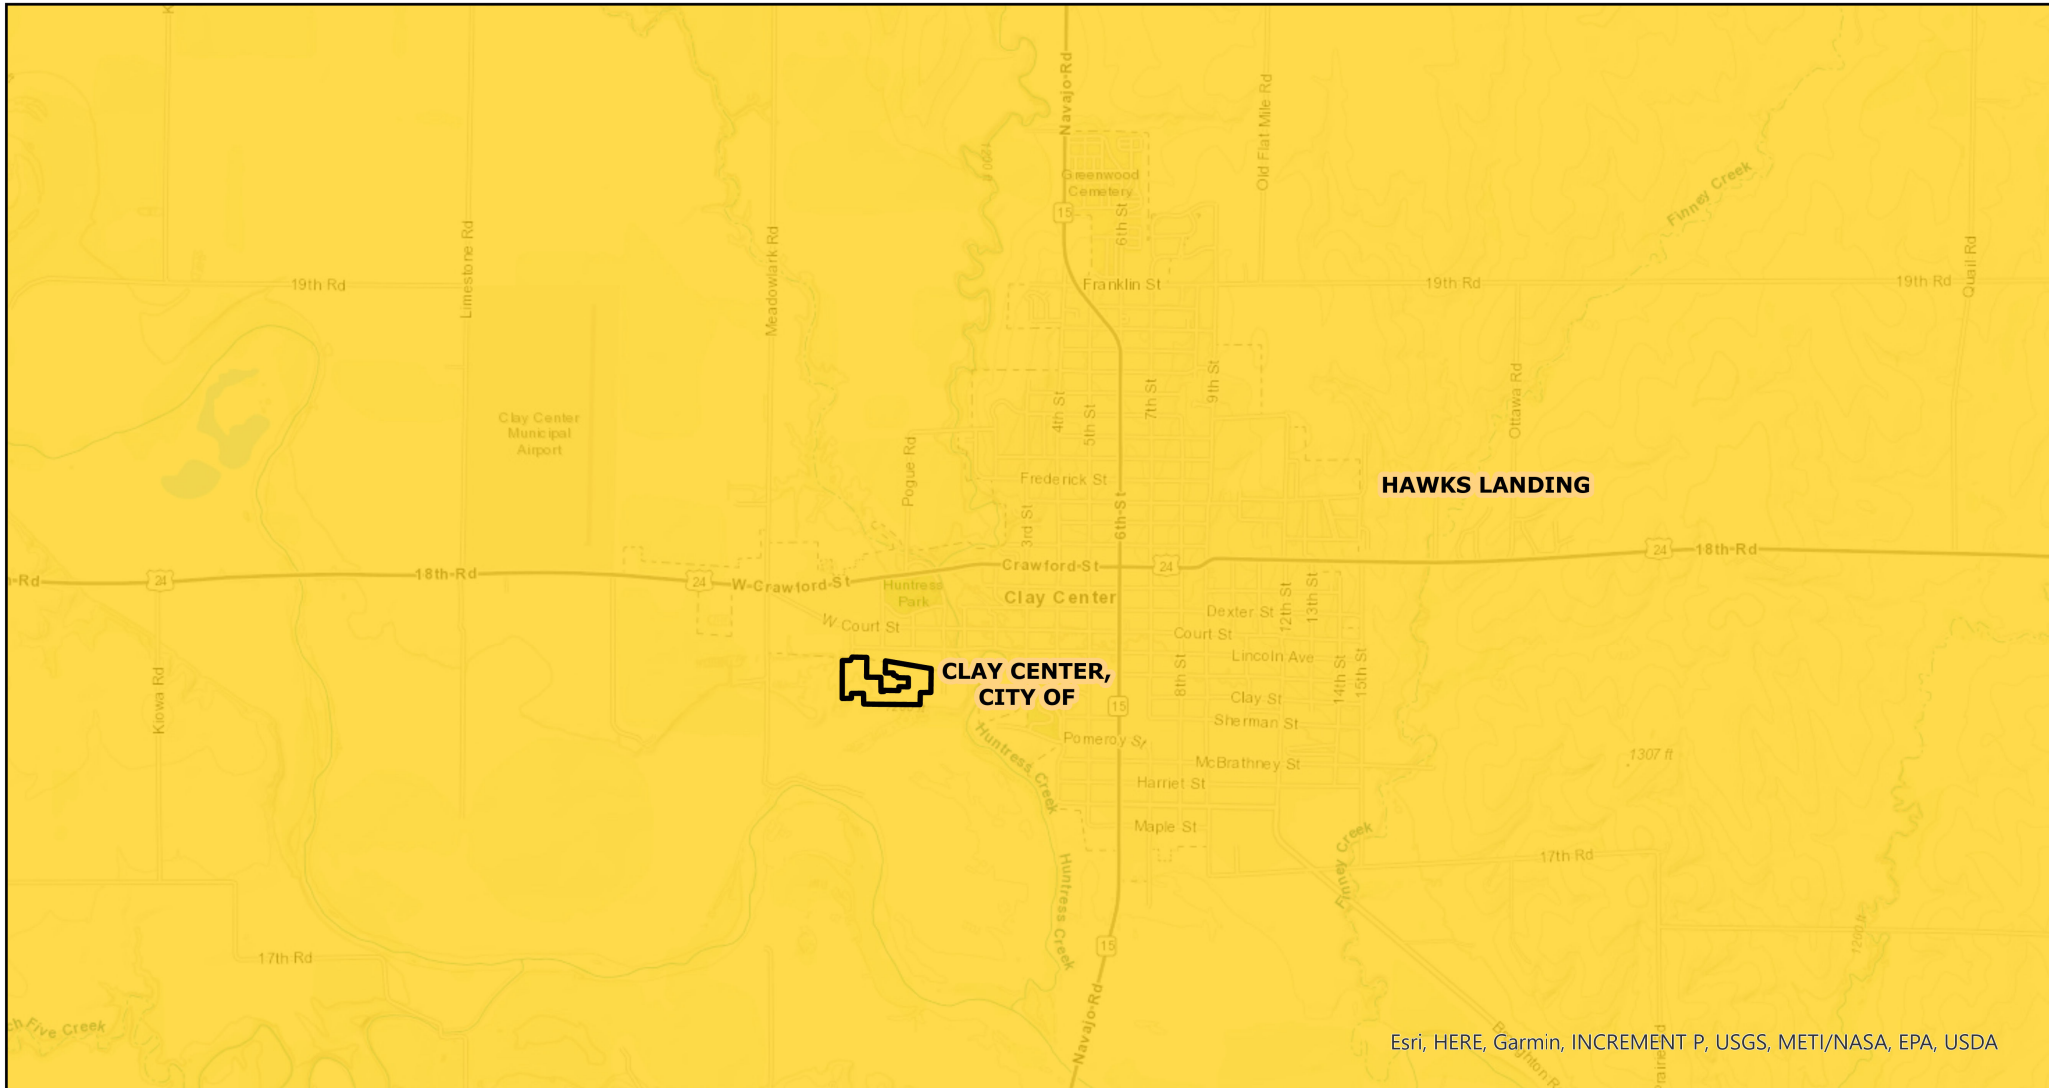 Navajo-Rd
Old Flat Mile Rd
1200 ft
Greenwood
Cemetery
15
6th St
Finney Creek
Limestone Rd
Meadowlark Rd
Quail Rd
19th Rd
Franklin St
19th Rd
19th Rd
9th St
7th St
4th St
5th St
Ottawa Rd
Clay Center
Municipal
Airport
Pogue Rd
Frederick St
HAWKS LANDING
3rd St
6th-St
24
18th-Rd
24
W-Crawford-St
Crawford-St
24
24
18th-Rd
Huntress
Park
Clay Center
Dexter St
12th St
13th St
W Court St
Court St
Lincoln Ave
CLAY CENTER,
CITY OF
8th St
14th St
15th St
Clay St
Kiowa Rd
15
Sherman St
Pomeroy St
Huntress Creek
McBrathney St
1307 ft
Harriet St
Maple St
Finney Creek
17th Rd
Huntress Creek
15
17th Rd
1200 ft
Navajo-Rd
Five Creek
Esri, HERE, Garmin, INCREMENT P, USGS, METI/NASA, EPA, USDA